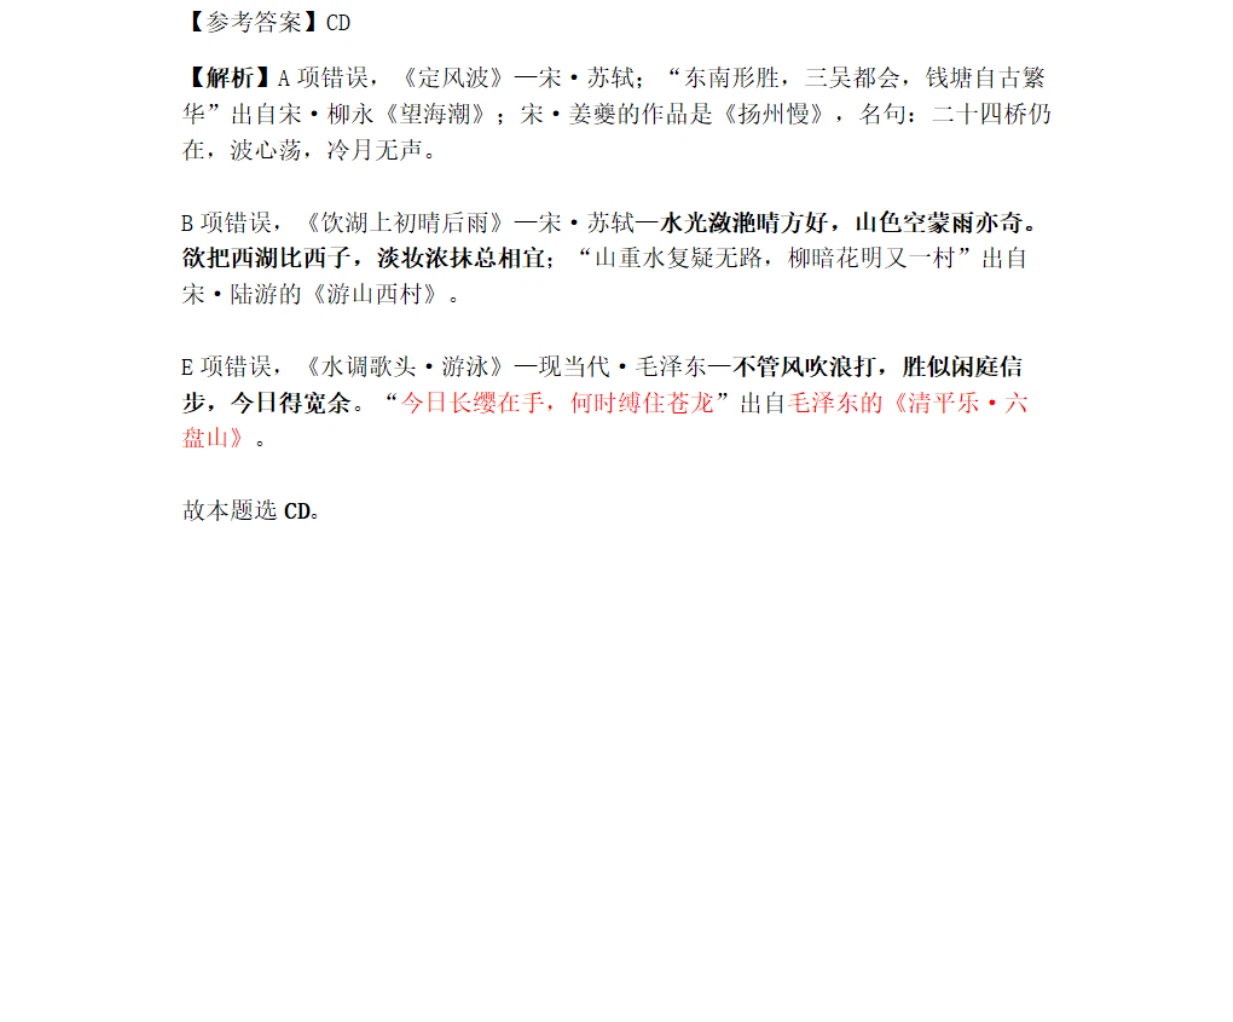 【参考答案】CD
【解析】A 项错误，《定风波》—宋·苏轼；“东南形胜，三吴都会，钱塘自古繁
华”出自宋·柳永《望海潮》；宋·姜夔的作品是《扬州慢》，名句：二十四桥仍
在，波心荡，冷月无声。
B 项错误，《饮湖上初晴后雨》—宋·苏轼—水光潋滟晴方好，山色空蒙雨亦奇。
欲把西湖比西子，淡妆浓抹总相宜；“山重水复疑无路，柳暗花明又一村”出自
宋·陆游的《游山西村》。
E 项错误，《水调歌头·游泳》—现当代·毛泽东—不管风吹浪打，胜似闲庭信
步，今日得宽余。“今日长缨在手，何时缚住苍龙”出自毛泽东的《清平乐·六
盘山》。
故本题选 CD。